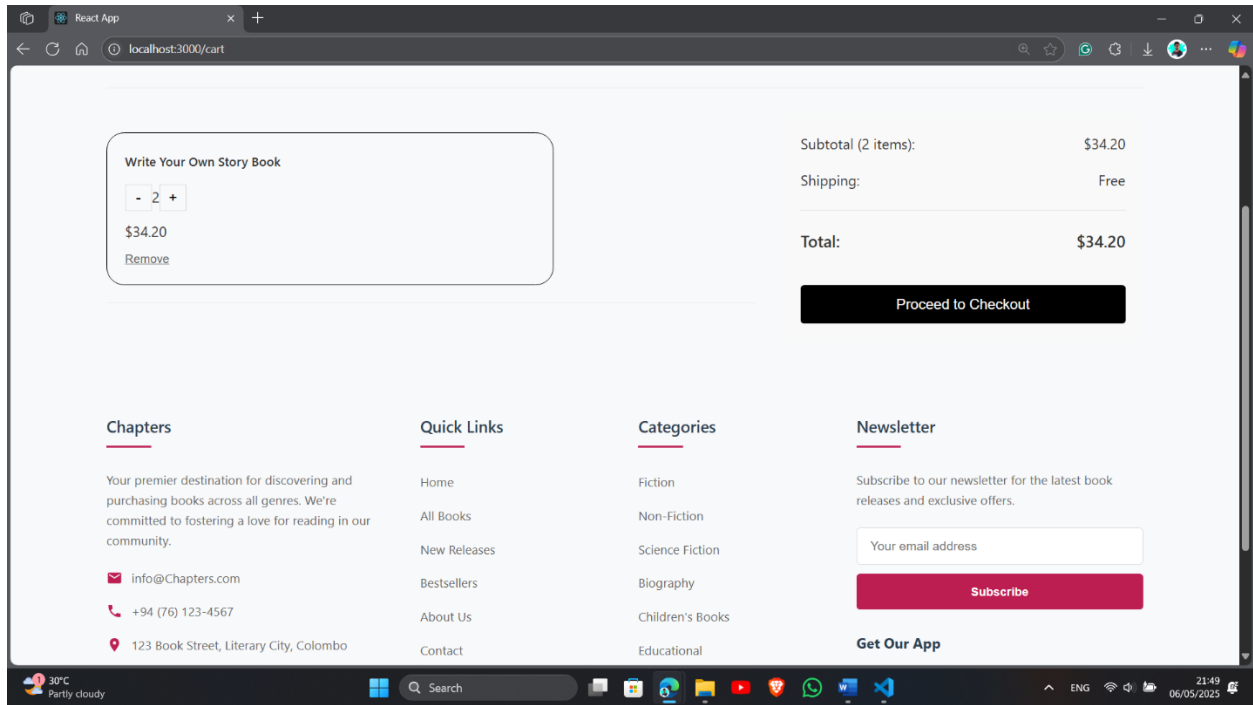 React App
localhost:3000/cart
Write Your Own Story Book
- 2 +
$34.20
Remove
Subtotal (2 items): $34.20
Shipping: Free
Total: $34.20
Proceed to Checkout
Chapters
Your premier destination for discovering and
purchasing books across all genres. We're
committed to fostering a love for reading in our
community.
info@Chapters.com
+94 (76) 123-4567
123 Book Street, Literary City, Colombo
Quick Links
Home
All Books
New Releases
Bestsellers
About Us
Contact
Categories
Fiction
Non-Fiction
Science Fiction
Biography
Children's Books
Educational
Newsletter
Subscribe to our newsletter for the latest book
releases and exclusive offers.
Your email address
Subscribe
Get Our App
1
30°C
Partly cloudy
Search
ENG
21:49
06/05/2025